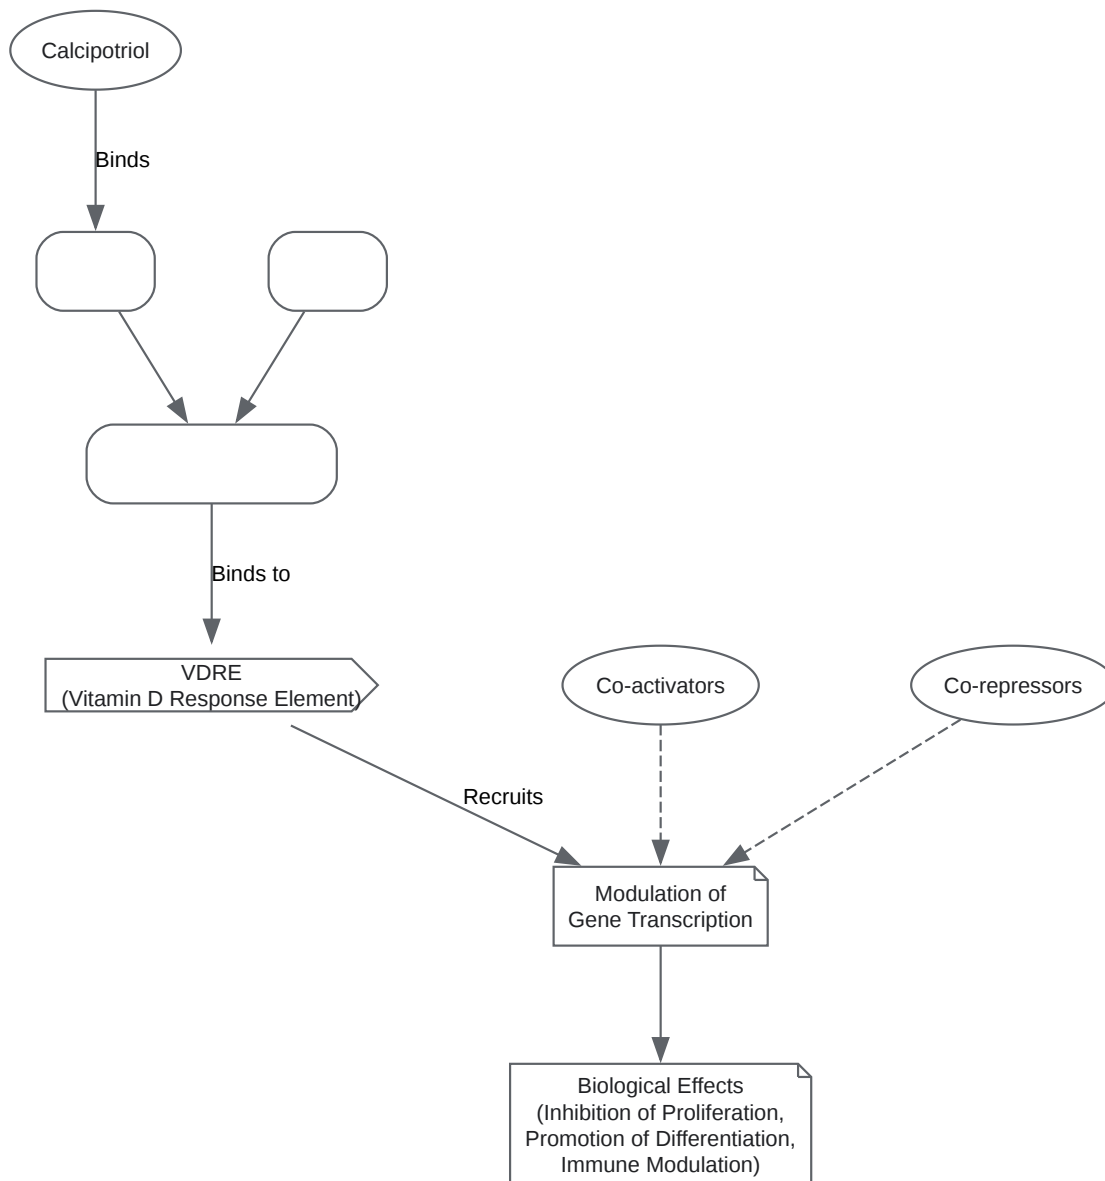 Calcipotriol
Binds
Binds to
VDRE
(Vitamin D Response Element)
Co-activators
Co-repressors
Recruits
Modulation of
Gene Transcription
Biological Effects
(Inhibition of Proliferation,
Promotion of Differentiation,
Immune Modulation)